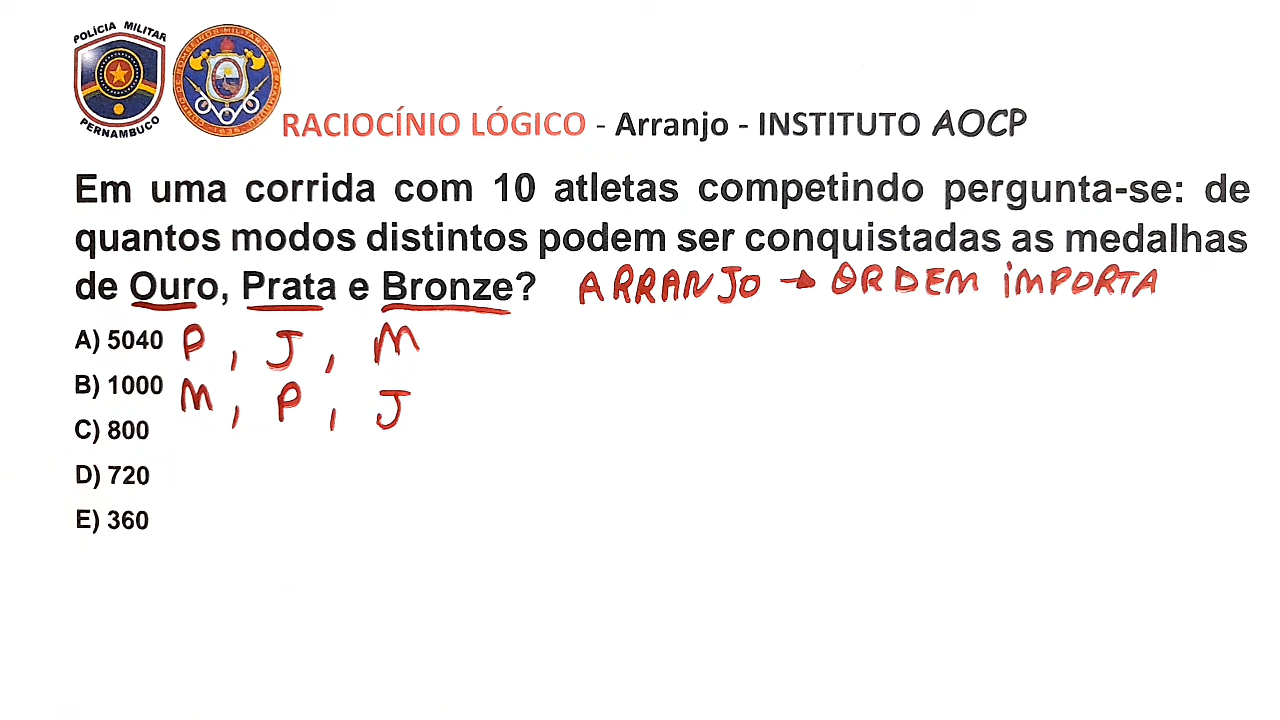 POLÍCIA MILITAR
PERNAMBUCO
RACIOCÍNIO LÓGICO - Arranjo - INSTITUTO AOCP
Em uma corrida com 10 atletas competindo pergunta-se: de
quantos modos distintos podem ser conquistadas as medalhas
de Ouro, Prata e Bronze? ARRANJO → ORDEM IMPORTA
A) 5040 P, J, M
B) 1000 M, P, J
C) 800
D) 720
E) 360